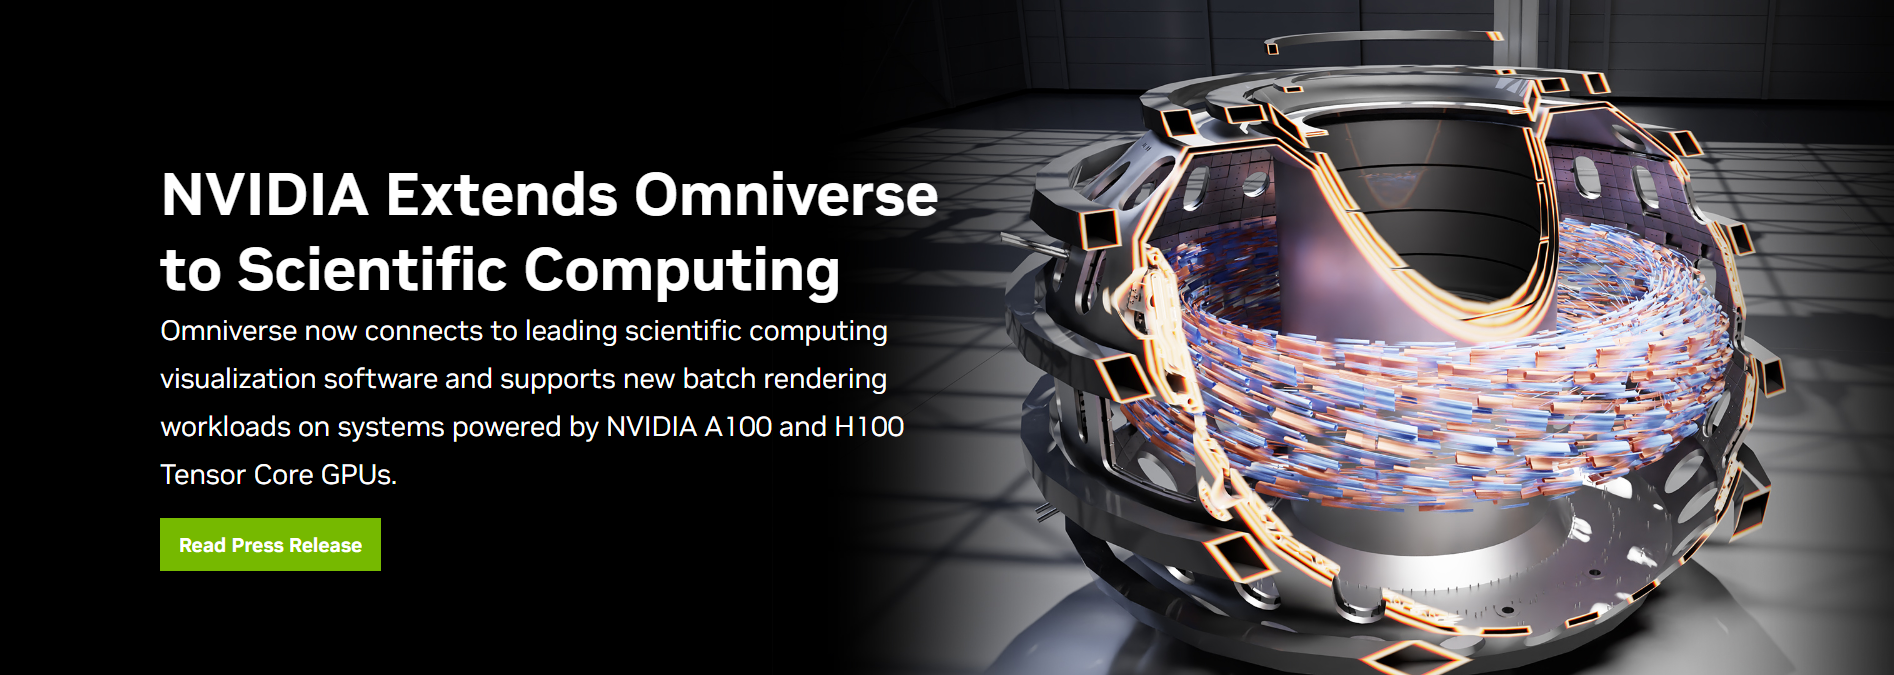 NVIDIA Extends Omniverse
to Scientific Computing
Omniverse now connects to leading scientific computing
visualization software and supports new batch rendering
workloads on systems powered by NVIDIA A100 and H100
Tensor Core GPUs.
Read Press Release